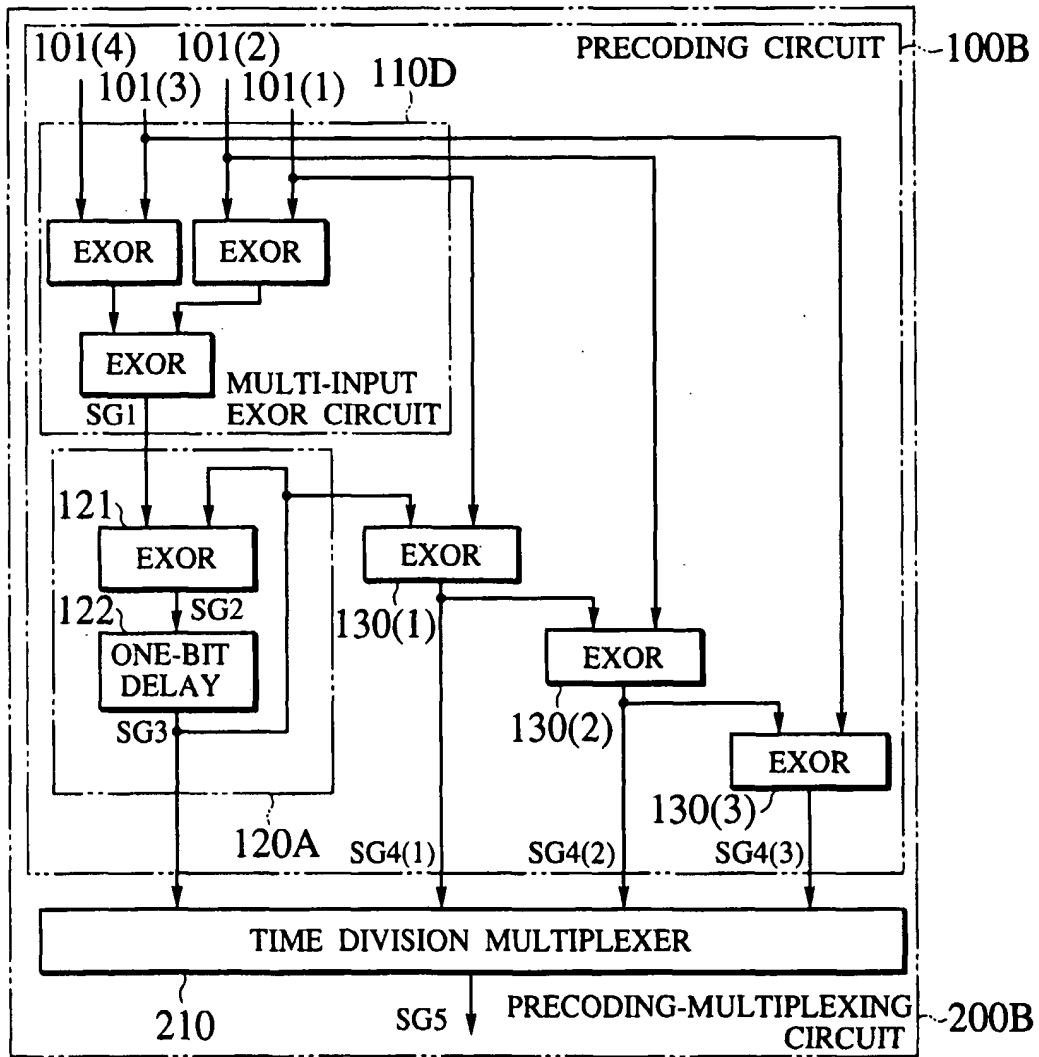 101(4)
101(2)
PRECODING CIRCUIT
100B
101(3)
110D
101(1)
EXOR
EXOR
EXOR
MULTI-INPUT
EXOR CIRCUIT
SG1
121
EXOR
EXOR
122
SG2
130(1)
ONE-BIT
DELAY
EXOR
SG3
130(2)
EXOR
130(3)
120A
SG4(1)
SG4(2)
SG4(3)
TIME DIVISION MULTIPLEXER
210
SG5
PRECODING-MULTIPLEXING
CIRCUIT
200B